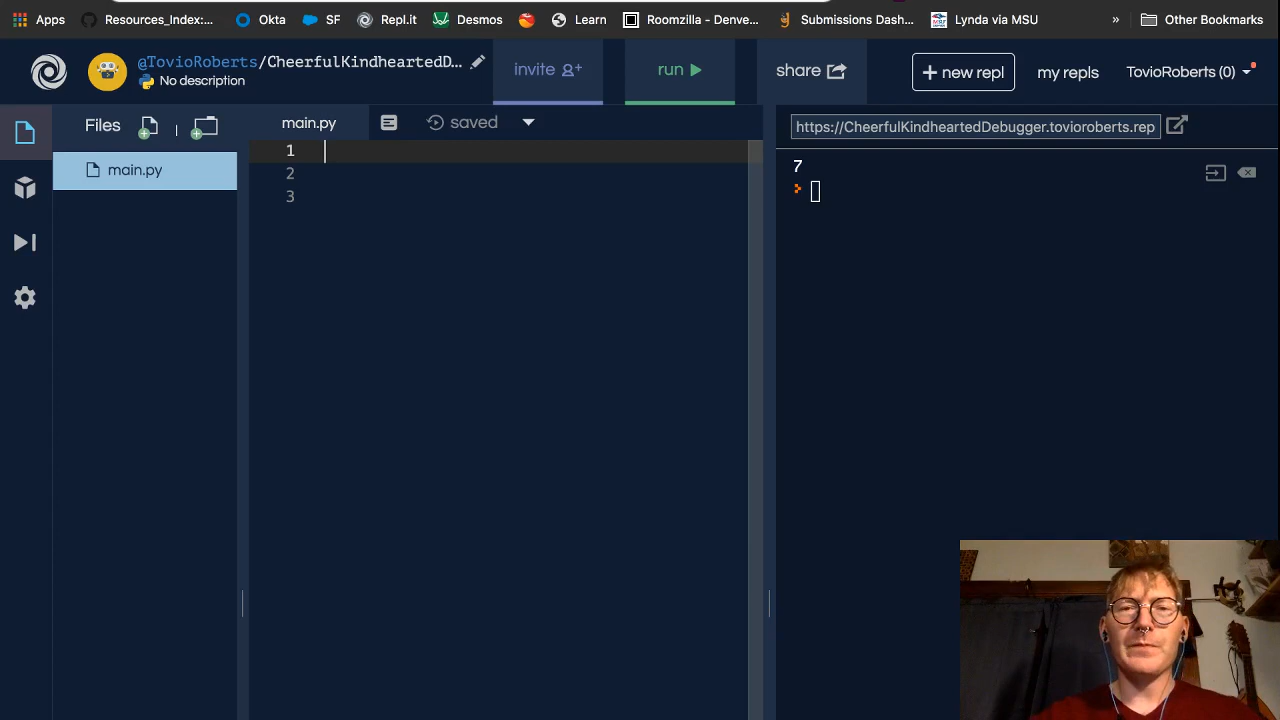 Apps Resources_Index:... Okta SF Repl.it Desmos Learn Roomzilla - Denve... Submissions Dash... Lynda via MSU » Other Bookmarks
@TovioRoberts/CheerfulKindheartedD...
No description
invite
run
share
+ new repl
my repls
TovioRoberts (0)
Files
main.py
main.py
saved
1
2
3
https://CheerfulKindheartedDebugger.tovioroberts.rep
7